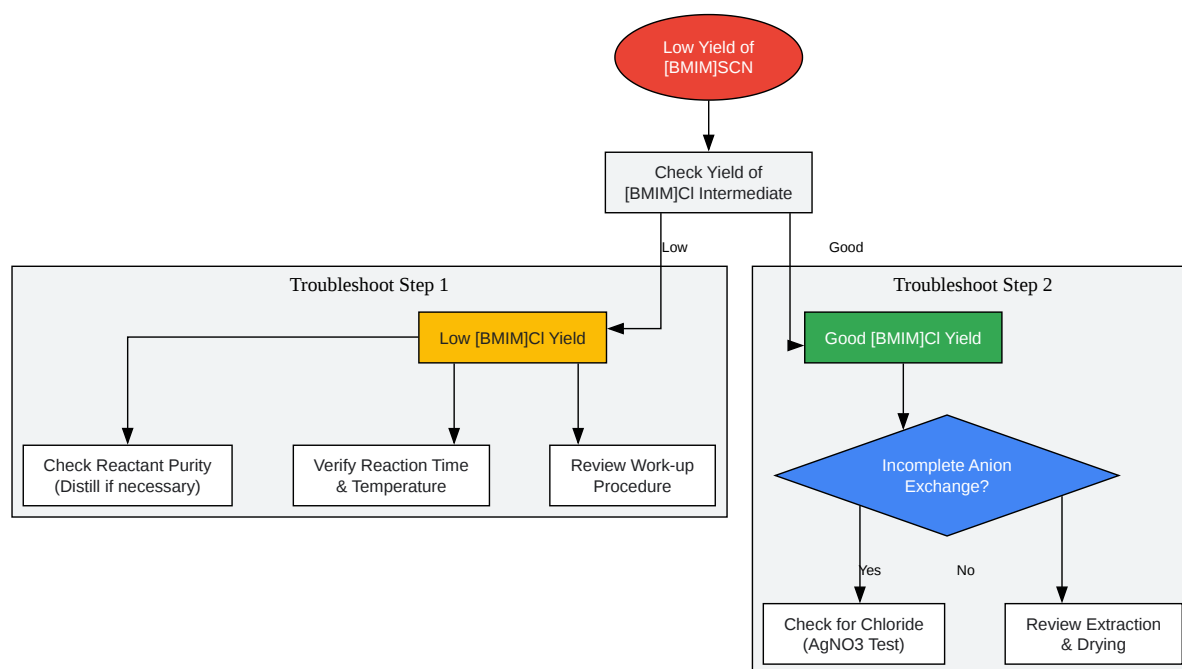 Low Yield of
[BMIM]SCN
Check Yield of
[BMIM]Cl Intermediate
Low
Good
Troubleshoot Step 1
Troubleshoot Step 2
Low [BMIM]Cl Yield
Good [BMIM]Cl Yield
Check Reactant Purity
(Distill if necessary)
Verify Reaction Time
& Temperature
Review Work-up
Procedure
Incomplete Anion
Exchange?
Yes
No
Check for Chloride
(AgNO3 Test)
Review Extraction
& Drying